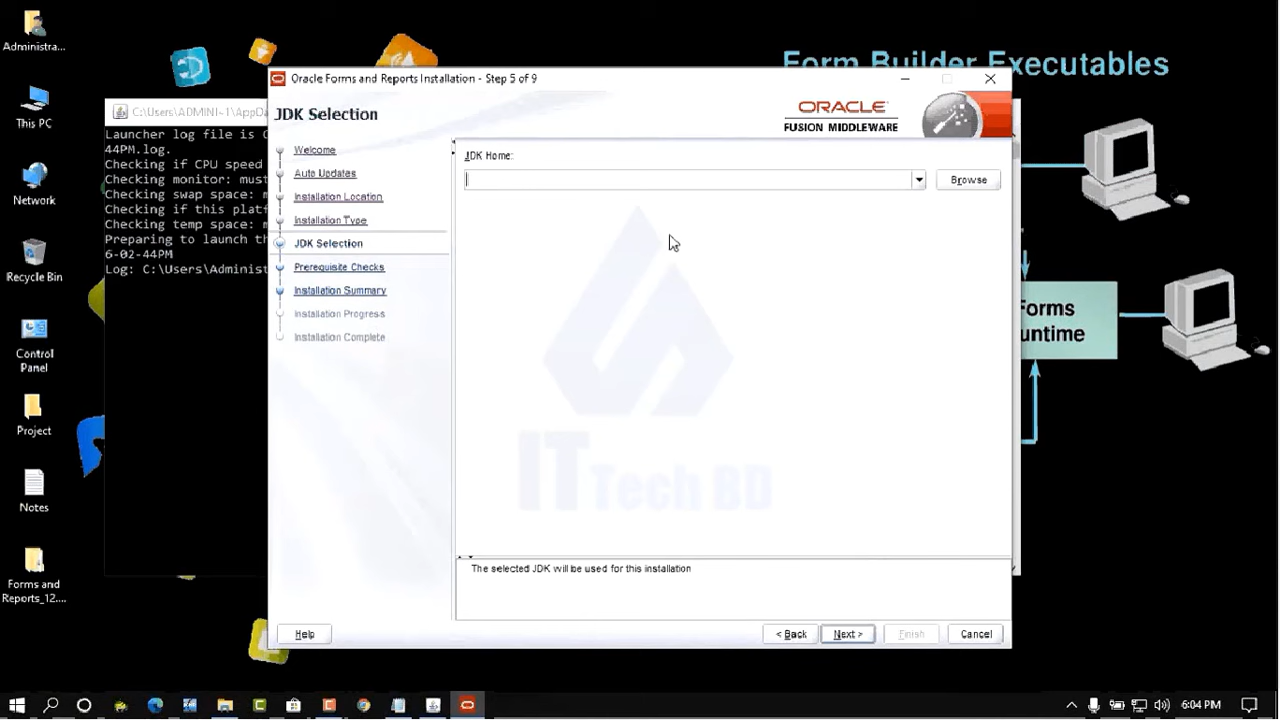 Administra...
This PC
Network
Recycle Bin
Control
Panel
Project
Notes
Forms and
Reports_12....
Form Builder Executables
C:\Users\ADMINI~1\AppDa
Launcher log file is C
44PM.log.
Checking if CPU speed
Checking monitor: must
Checking swap space: m
Checking if this platf
Checking temp space: m
Preparing to launch th
6-02-44PM
Log: C:\Users\Administ
Oracle Forms and Reports Installation - Step 5 of 9
JDK Selection
ORACLE
FUSION MIDDLEWARE
Welcome
Auto Updates
Installation Location
Installation Type
JDK Selection
Prerequisite Checks
Installation Summary
Installation Progress
Installation Complete
JDK Home:
Browse
IT Tech BD
The selected JDK will be used for this installation
Help
< Back
Next >
Finish
Cancel
Forms
untime
6:04 PM